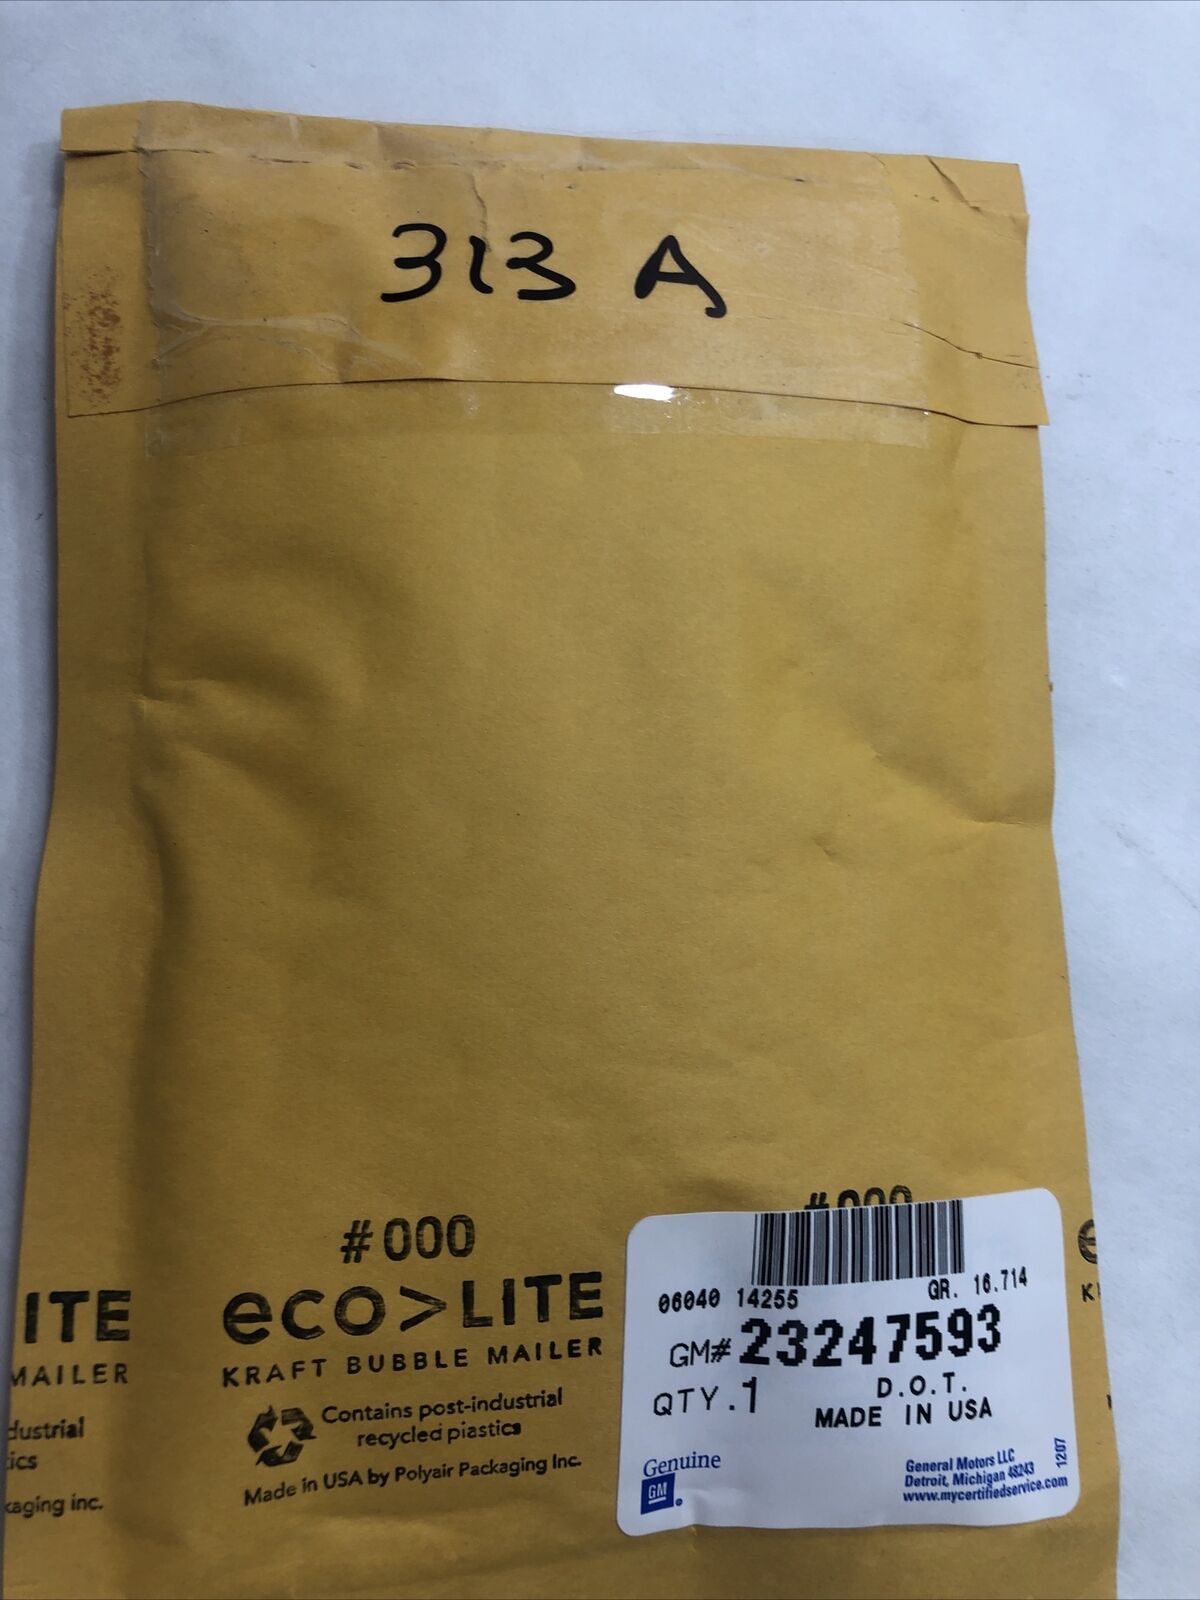 313 A
#000
eco>LITE
KRAFT BUBBLE MAILER
Contains post-industrial
recycled plastics
Made in USA by Polyair Packaging Inc.
ITE
MAILER
dustrial
ics
kaging inc.
#000
e
06040 14255
GR. 16.714
GM# 23247593
QTY.1
D.O.T.
MADE IN USA
Genuine
GM
General Motors LLC
Detroit, Michigan 48243
www.mycertifiedservice.com
1207